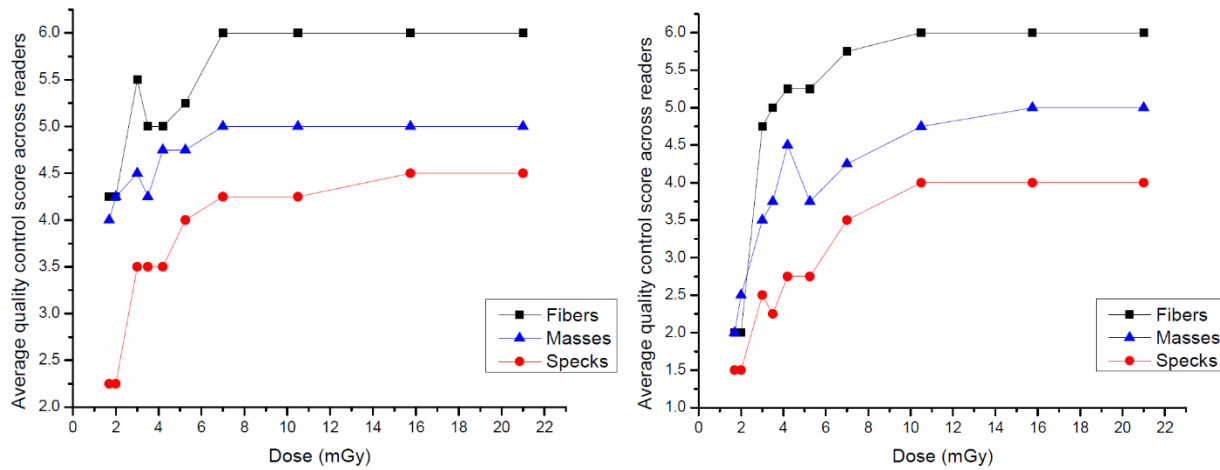 Average quality control score across readers
6.0
5.5
5.0
4.5
4.0
3.5
3.0
2.5
2.0
0 2 4 6 8 10 12 14 16 18 20 22
Dose (mGy)
Fibers
Masses
Specks
Average quality control score across readers
6.0
5.5
5.0
4.5
4.0
3.5
3.0
2.5
2.0
1.5
1.0
0 2 4 6 8 10 12 14 16 18 20 22
Dose (mGy)
Fibers
Masses
Specks